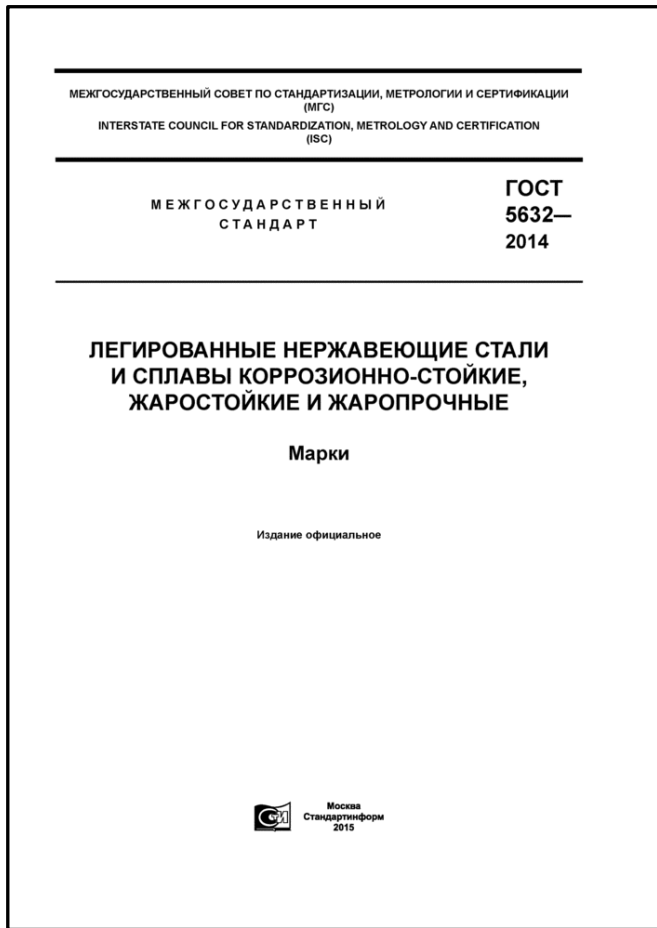 МЕЖГОСУДАРСТВЕННЫЙ СОВЕТ ПО СТАНДАРТИЗАЦИИ, МЕТРОЛОГИИ И СЕРТИФИКАЦИИ
(МГС)
INTERSTATE COUNCIL FOR STANDARDIZATION, METROLOGY AND CERTIFICATION
(ISC)
МЕЖГОСУДАРСТВЕННЫЙ
СТАНДАРТ
ГОСТ
5632—
2014
ЛЕГИРОВАННЫЕ НЕРЖАВЕЮЩИЕ СТАЛИ
И СПЛАВЫ КОРРОЗИОННО-СТОЙКИЕ,
ЖАРОСТОЙКИЕ И ЖАРОПРОЧНЫЕ
Марки
Издание официальное
Москва
Стандартинформ
2015